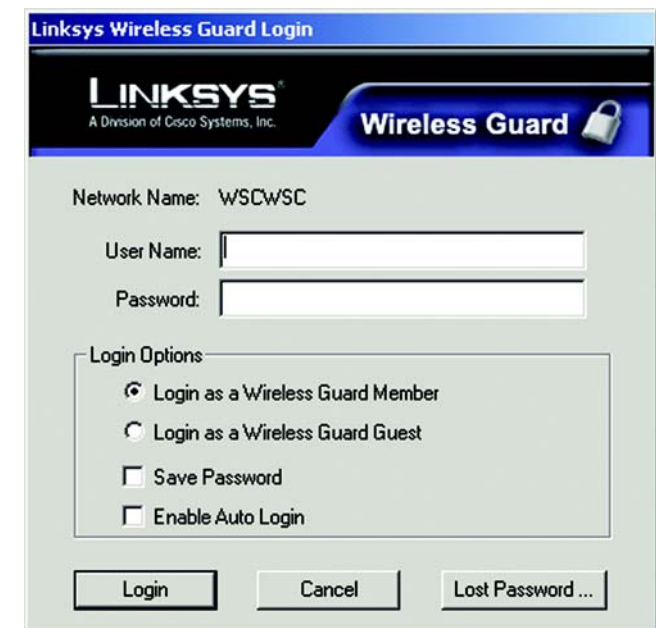 Linksys Wireless Guard Login
LINKSYS®
A Division of Cisco Systems, Inc.
Wireless Guard
Network Name: WSCWSC
User Name:
Password:
Login Options
Login as a Wireless Guard Member
Login as a Wireless Guard Guest
Save Password
Enable Auto Login
Login Cancel Lost Password ...